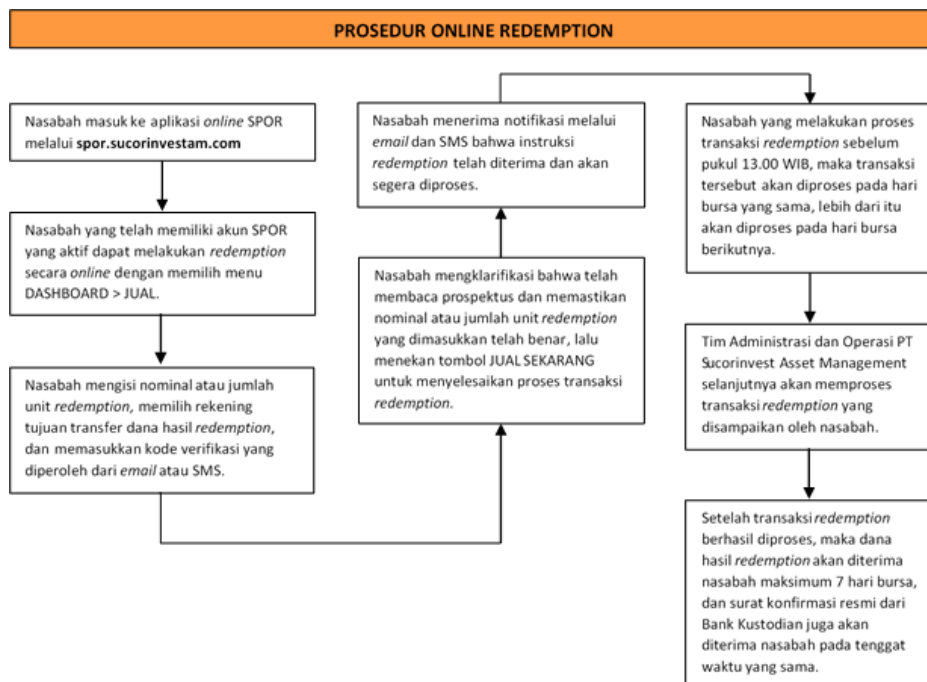 PROSEDUR ONLINE REDEMPTION
Nasabah masuk ke aplikasi online SPOR
melalui spor.sucorinvestam.com
Nasabah yang telah memiliki akun SPOR
yang aktif dapat melakukan redemption
secara online dengan memilih menu
DASHBOARD > JUAL.
Nasabah mengisi nominal atau jumlah
unit redemption, memilih rekening
tujuan transfer dana hasil redemption,
dan memasukkan kode verifikasi yang
diperoleh dari email atau SMS.
Nasabah mengklarifikasi bahwa telah
membaca prospektus dan memastikan
nominal atau jumlah unit redemption
yang dimasukkan telah benar, lalu
menekan tombol JUAL SEKARANG
untuk menyelesaikan proses transaksi
redemption.
Nasabah menerima notifikasi melalui
email dan SMS bahwa instruksi
redemption telah diterima dan akan
segera diproses.
Nasabah yang melakukan proses
transaksi redemption sebelum
pukul 13.00 WIB, maka transaksi
tersebut akan diproses pada hari
bursa yang sama, lebih dari itu
akan diproses pada hari bursa
berikutnya.
Tim Administrasi dan Operasi PT
Sucorinvest Asset Management
selanjutnya akan memproses
transaksi redemption yang
disampaikan oleh nasabah.
Setelah transaksi redemption
berhasil diproses, maka dana
hasil redemption akan diterima
nasabah maksimum 7 hari bursa,
dan surat konfirmasi resmi dari
Bank Kustodian juga akan
diterima nasabah pada tenggat
waktu yang sama.